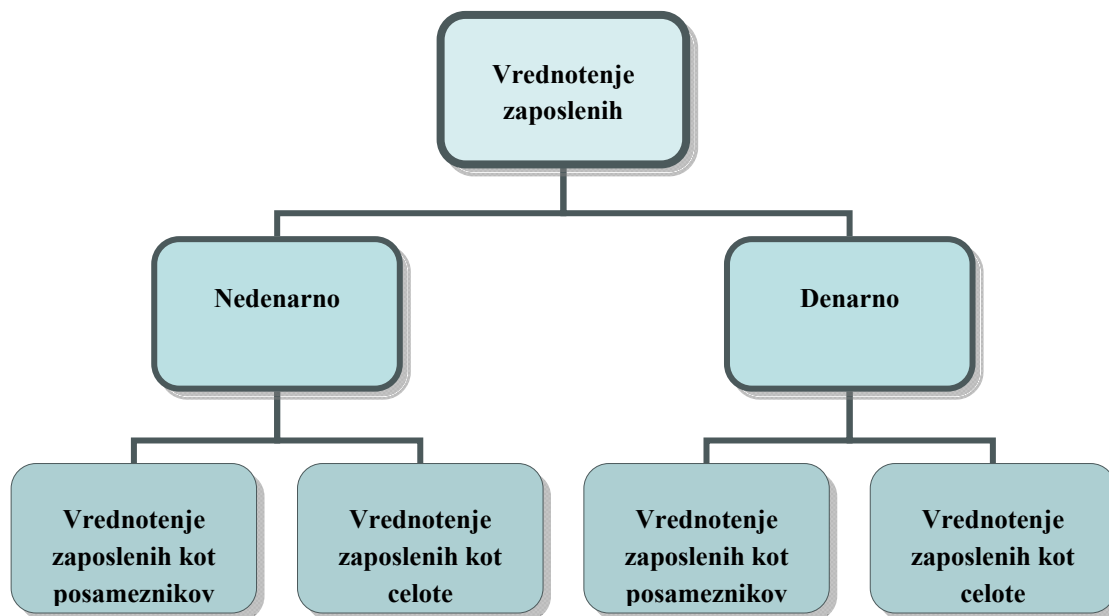 Vrednotenje
zaposlenih
Nedenarno
Denarno
Vrednotenje
zaposlenih kot
posameznikov
Vrednotenje
zaposlenih kot
celote
Vrednotenje
zaposlenih kot
posameznikov
Vrednotenje
zaposlenih kot
celote